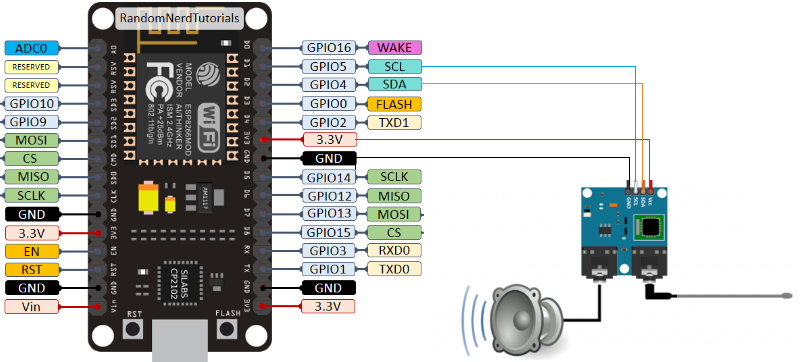 RandomNerdTutorials
ADC0 A0
RESERVED RSV
RESERVED RSV
GPIO10 SD3
GPIO9 SD2
MOSI SD1
CS CMD
MISO SD0
SCLK CLK
GND GND
3.3V 3V3
EN EN
RST RST
GND GND
Vin Vin
MODEL ESP8266MOD
VENDOR AI/THINKER
ISM 2.4GHz
PA +25dBm
802.11b/g/n
FC
WiFi
AM1117
SILABS
CP2102
RST
FLASH
D0 GPIO16 WAKE
D1 GPIO5 SCL
D2 GPIO4 SDA
D3 GPIO0 FLASH
D4 GPIO2 TXD1
3V3 3.3V
GND GND
D5 GPIO14 SCLK
D6 GPIO12 MISO
D7 GPIO13 MOSI
D8 GPIO15 CS
RX GPIO3 RXD0
TX GPIO1 TXD0
GND GND
3V3 3.3V
GND
SCL
SDA
Vcc